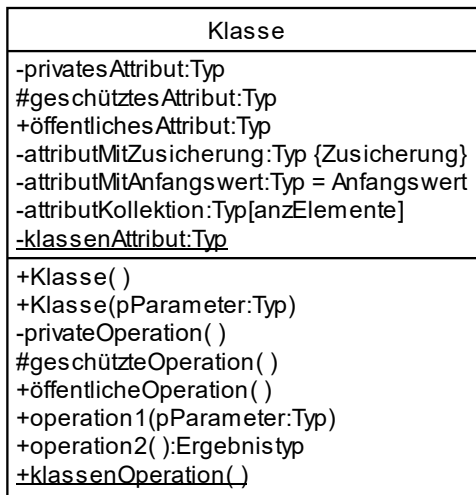 Klasse
-privatesAttribut:Typ
#geschütztesAttribut:Typ
+öffentlichesAttribut:Typ
-attributMitZusicherung:Typ {Zusicherung}
-attributMitAnfangswert:Typ = Anfangswert
-attributKollektion:Typ[anzElemente]
-klassenAttribut:Typ
+Klasse( )
+Klasse(pParameter:Typ)
-privateOperation( )
#geschützteOperation( )
+öffentlicheOperation( )
+operation1(pParameter:Typ)
+operation2( ):Ergebnistyp
+klassenOperation( )